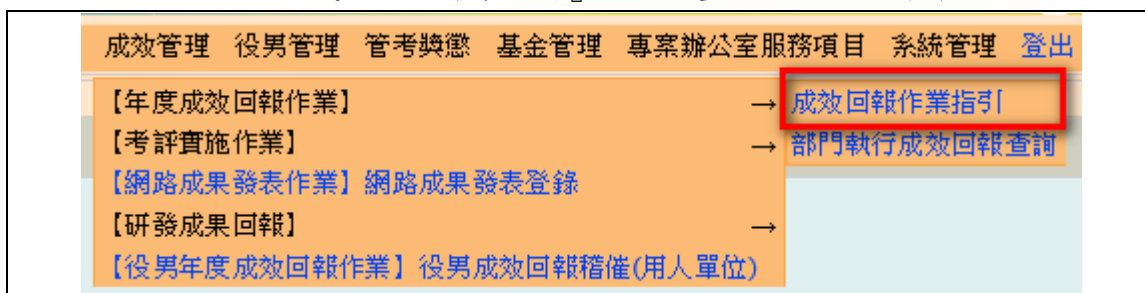 成效管理 役男管理 管考獎懲 基金管理 專案辦公室服務項目 系統管理 登出
【年度成效回報作業】 → 成效回報作業指引
【考評實施作業】 → 部門執行成效回報查詢
【網路成果發表作業】網路成果發表登錄
【研發成果回報】 →
【役男年度成效回報作業】役男成效回報稽催(用人單位)